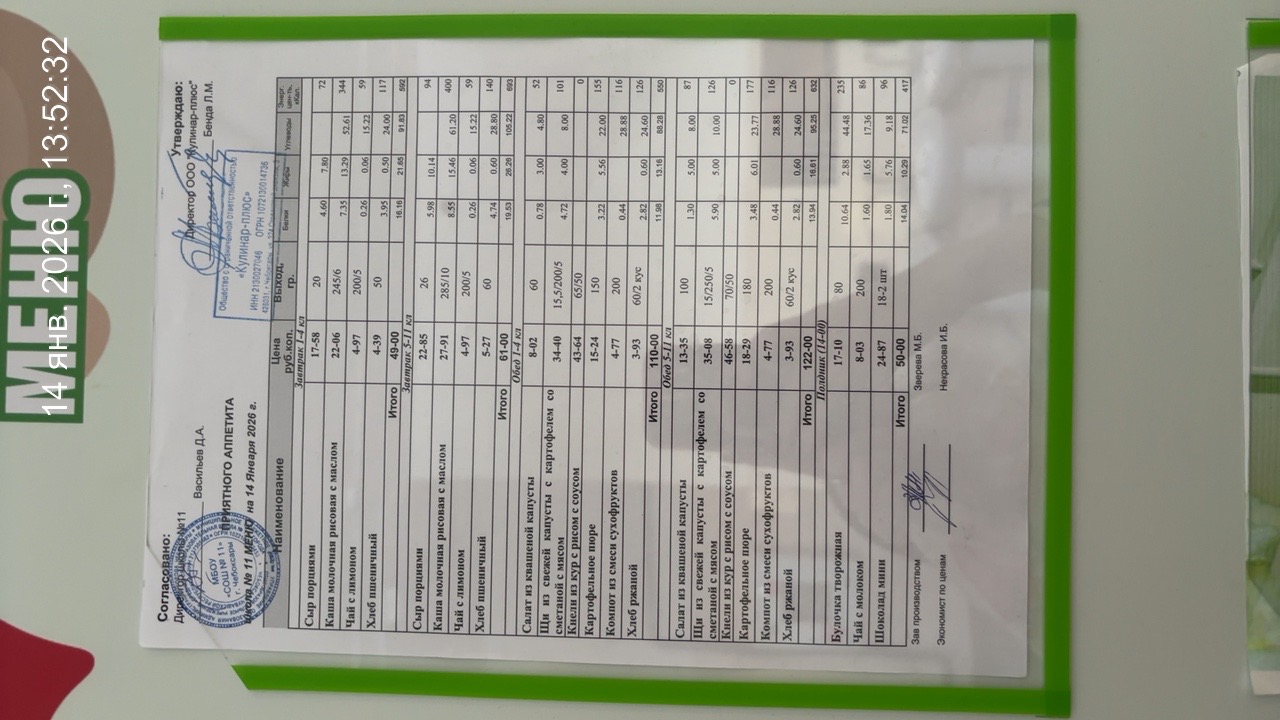 МЕНЮ
14 янв. 2026 г., 13:52:32
Согласовано: Утверждаю:
Директор школы №11 Васильев Д.А. Директор ООО "Кулинар-плюс"
Бенда Л.М.
Общество с ограниченной ответственностью
«Кулинар-плюс»
ИНН 2130027046 ОГРН 1072130014736
МБОУ
«СОШ № 11»
г. Чебоксары
ПРИЯТНОГО АППЕТИТА
Школа № 11 МЕНЮ на 14 Января 2026 г.
Наименование Цена руб.коп. Выход, гр. Белки Жиры Углеводы Энерг. цен-ть, кКал.
Завтрак 1-4 кл
Сыр порциями 17-58 20 4.60 7.80 72
Каша молочная рисовая с маслом 22-06 245/6 7.35 13.29 52.61 344
Чай с лимоном 4-97 200/5 0.26 0.06 15.22 59
Хлеб пшеничный 4-39 50 3.95 0.50 24.00 117
Итого 49-00 16.16 21.65 91.83 592
Завтрак 5-11 кл
Сыр порциями 22-85 26 5.98 10.14 94
Каша молочная рисовая с маслом 27-91 285/10 8.55 15.46 61.20 400
Чай с лимоном 4-97 200/5 0.26 0.06 15.22 59
Хлеб пшеничный 5-27 60 4.74 0.60 28.80 140
Итого 61-00 19.53 26.26 105.22 693
Обед 1-4 кл
Салат из квашеной капусты 8-02 60 0.78 3.00 4.80 52
Щи из свежей капусты с картофелем со
сметаной с мясом 34-40 15,5/200/5 4.72 4.00 8.00 101
Кнели из кур с рисом с соусом 43-64 65/50 0
Картофельное пюре 15-24 150 3.22 5.56 22.00 155
Компот из смеси сухофруктов 4-77 200 0.44 28.88 116
Хлеб ржаной 3-93 60/2 кус 2.82 0.60 24.60 126
Итого 110-00 11.98 13.16 88.28 550
Обед 5-11 кл
Салат из квашеной капусты 13-35 100 1.30 5.00 8.00 87
Щи из свежей капусты с картофелем со
сметаной с мясом 35-08 15/250/5 5.90 5.00 10.00 126
Кнели из кур с рисом с соусом 46-58 70/50 0
Картофельное пюре 18-29 180 3.48 6.01 23.77 177
Компот из смеси сухофруктов 4-77 200 0.44 28.88 116
Хлеб ржаной 3-93 60/2 кус 2.82 0.60 24.60 126
Итого 122-00 13.94 16.61 95.25 632
Полдник (14-00)
Булочка творожная 17-10 80 10.64 2.88 44.48 235
Чай с молоком 8-03 200 1.60 1.65 17.36 86
Шоколад мини 24-87 18-2 шт 1.80 5.76 9.18 96
Итого 50-00 14.04 10.29 71.02 417
Зав производством Зверева М.Б.
Экономист по ценам Некрасова И.Б.